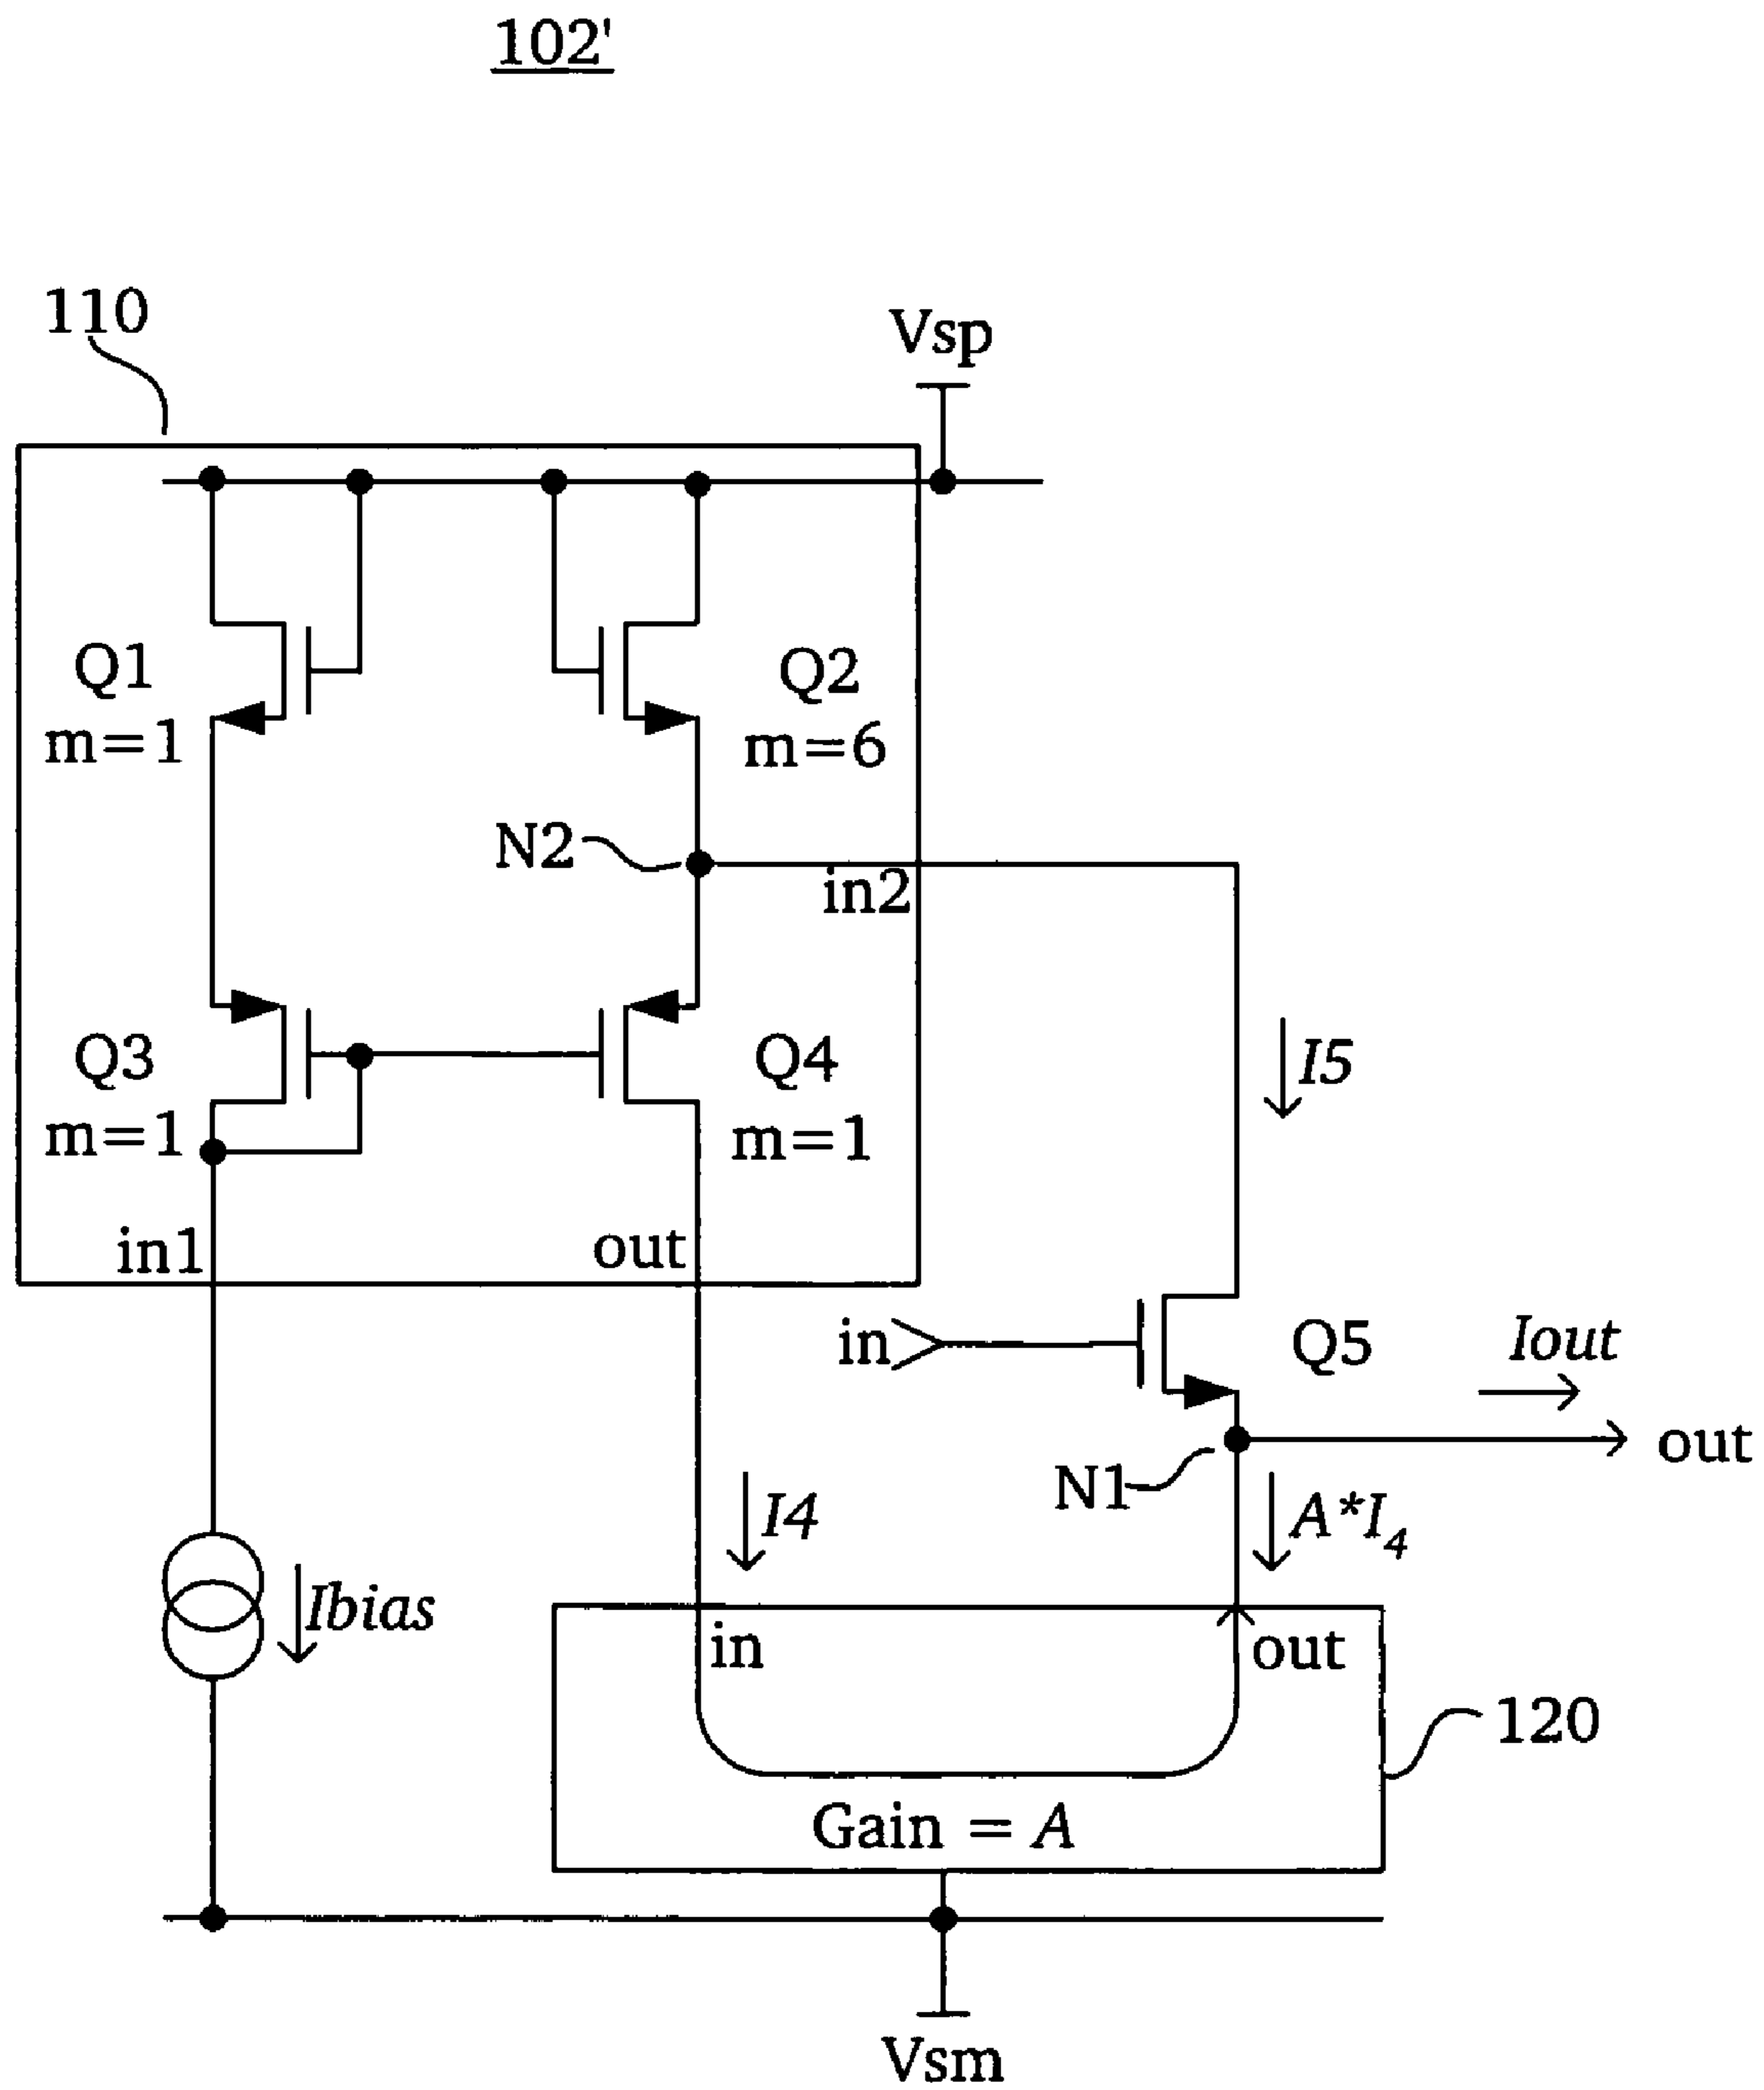 102'
110
Vsp
Q1
m=1
Q2
m=6
N2
in2
Q3
m=1
Q4
m=1
I5
in1
out
in
Q5
Iout
out
N1
I4
A*I4
Ibias
in
out
120
Gain = A
Vsm